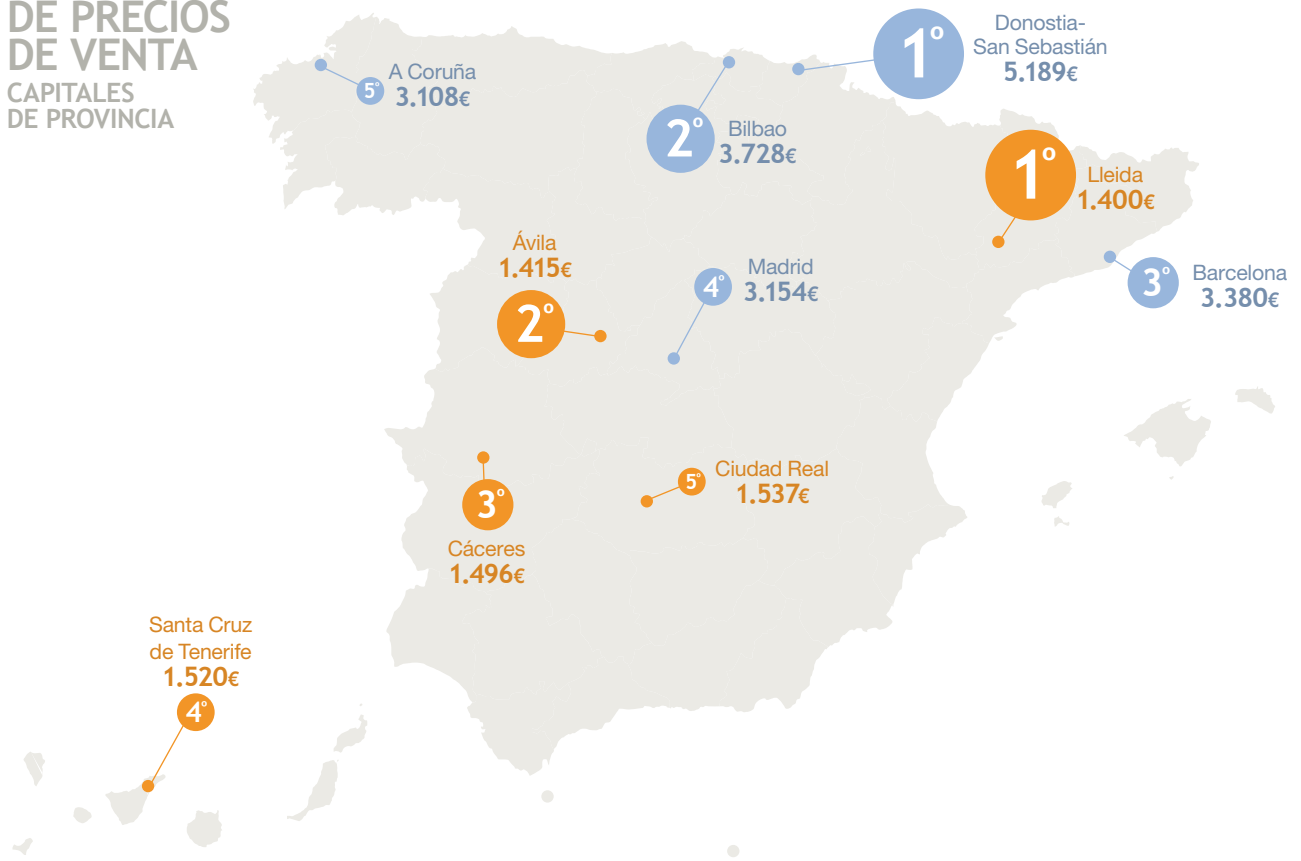 DE PRECIOS
DE VENTA
CAPITALES
DE PROVINCIA
5º
A Coruña
3.108€
2º
Bilbao
3.728€
1º
Donostia-
San Sebastián
5.189€
1º
Lleida
1.400€
Ávila
1.415€
2º
4º
Madrid
3.154€
3º
Barcelona
3.380€
3º
Cáceres
1.496€
5º
Ciudad Real
1.537€
Santa Cruz
de Tenerife
1.520€
4º